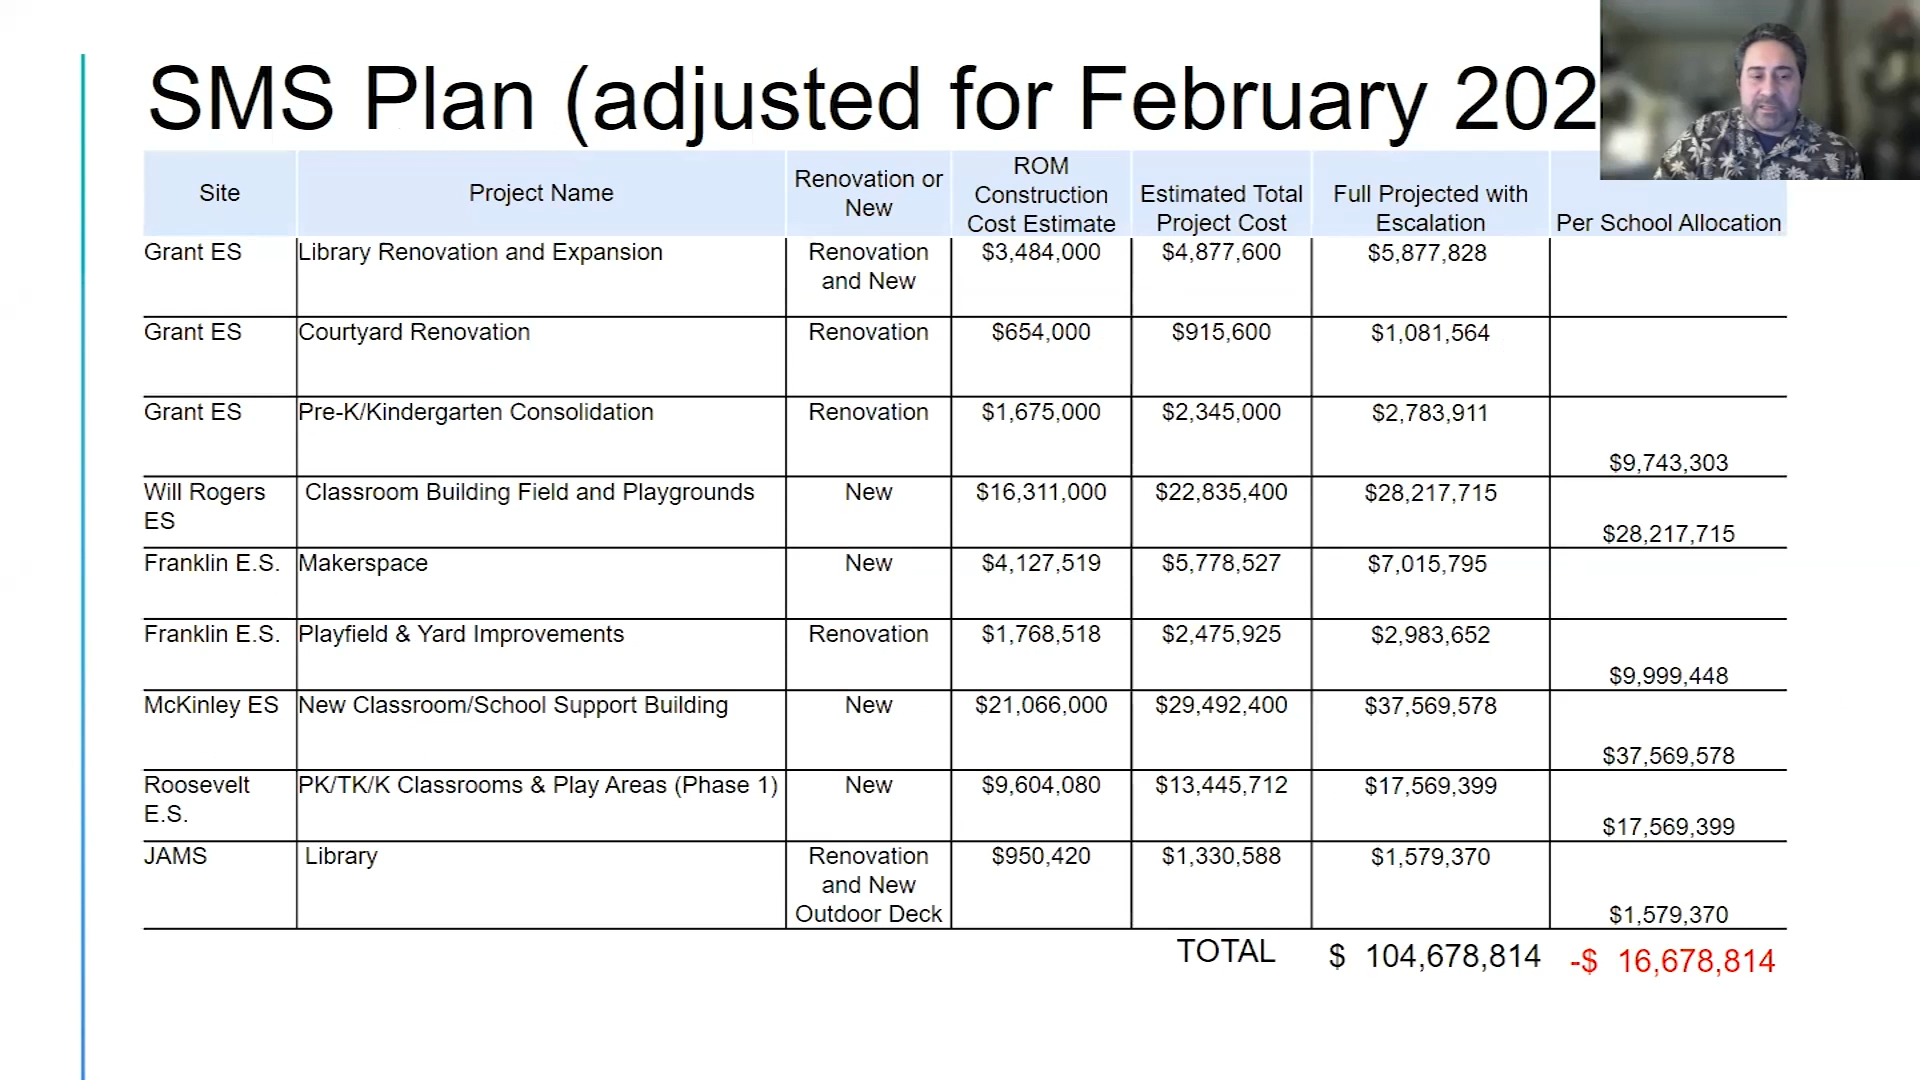 SMS Plan (adjusted for February 202
Site Project Name Renovation or New ROM Construction Cost Estimate Estimated Total Project Cost Full Projected with Escalation Per School Allocation
Grant ES Library Renovation and Expansion Renovation and New $3,484,000 $4,877,600 $5,877,828
Grant ES Courtyard Renovation Renovation $654,000 $915,600 $1,081,564
Grant ES Pre-K/Kindergarten Consolidation Renovation $1,675,000 $2,345,000 $2,783,911 $9,743,303
Will Rogers ES Classroom Building Field and Playgrounds New $16,311,000 $22,835,400 $28,217,715 $28,217,715
Franklin E.S. Makerspace New $4,127,519 $5,778,527 $7,015,795
Franklin E.S. Playfield & Yard Improvements Renovation $1,768,518 $2,475,925 $2,983,652 $9,999,448
McKinley ES New Classroom/School Support Building New $21,066,000 $29,492,400 $37,569,578 $37,569,578
Roosevelt E.S. PK/TK/K Classrooms & Play Areas (Phase 1) New $9,604,080 $13,445,712 $17,569,399 $17,569,399
JAMS Library Renovation and New Outdoor Deck $950,420 $1,330,588 $1,579,370 $1,579,370
TOTAL $ 104,678,814 -$ 16,678,814